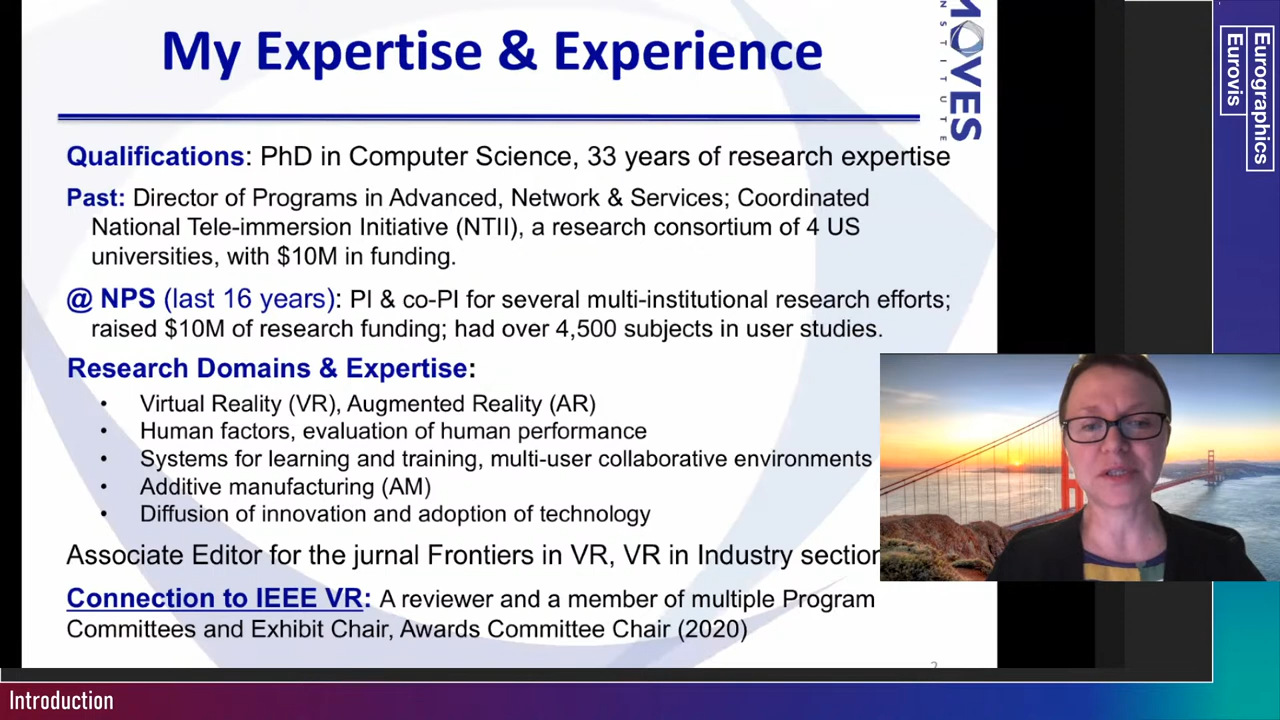 My Expertise & Experience
MOVES
INSTITUTE
Eurographics
Eurovis
Qualifications: PhD in Computer Science, 33 years of research expertise
Past: Director of Programs in Advanced, Network & Services; Coordinated
National Tele-immersion Initiative (NTII), a research consortium of 4 US
universities, with $10M in funding.
@ NPS (last 16 years): PI & co-PI for several multi-institutional research efforts;
raised $10M of research funding; had over 4,500 subjects in user studies.
Research Domains & Expertise:
• Virtual Reality (VR), Augmented Reality (AR)
• Human factors, evaluation of human performance
• Systems for learning and training, multi-user collaborative environments
• Additive manufacturing (AM)
• Diffusion of innovation and adoption of technology
Associate Editor for the jurnal Frontiers in VR, VR in Industry section
Connection to IEEE VR: A reviewer and a member of multiple Program
Committees and Exhibit Chair, Awards Committee Chair (2020)
2
Introduction